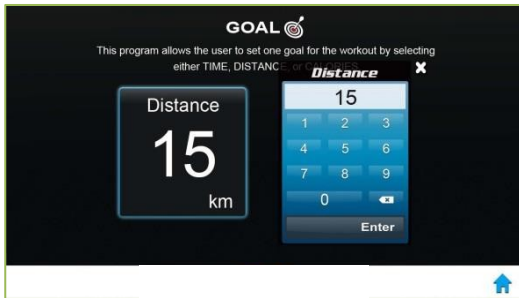 GOAL
This program allows the user to set one goal for the workout by selecting
either TIME, DISTANCE, or CALORIES
Distance
15
km
Distance
15
1 2 3
4 5 6
7 8 9
0
Enter